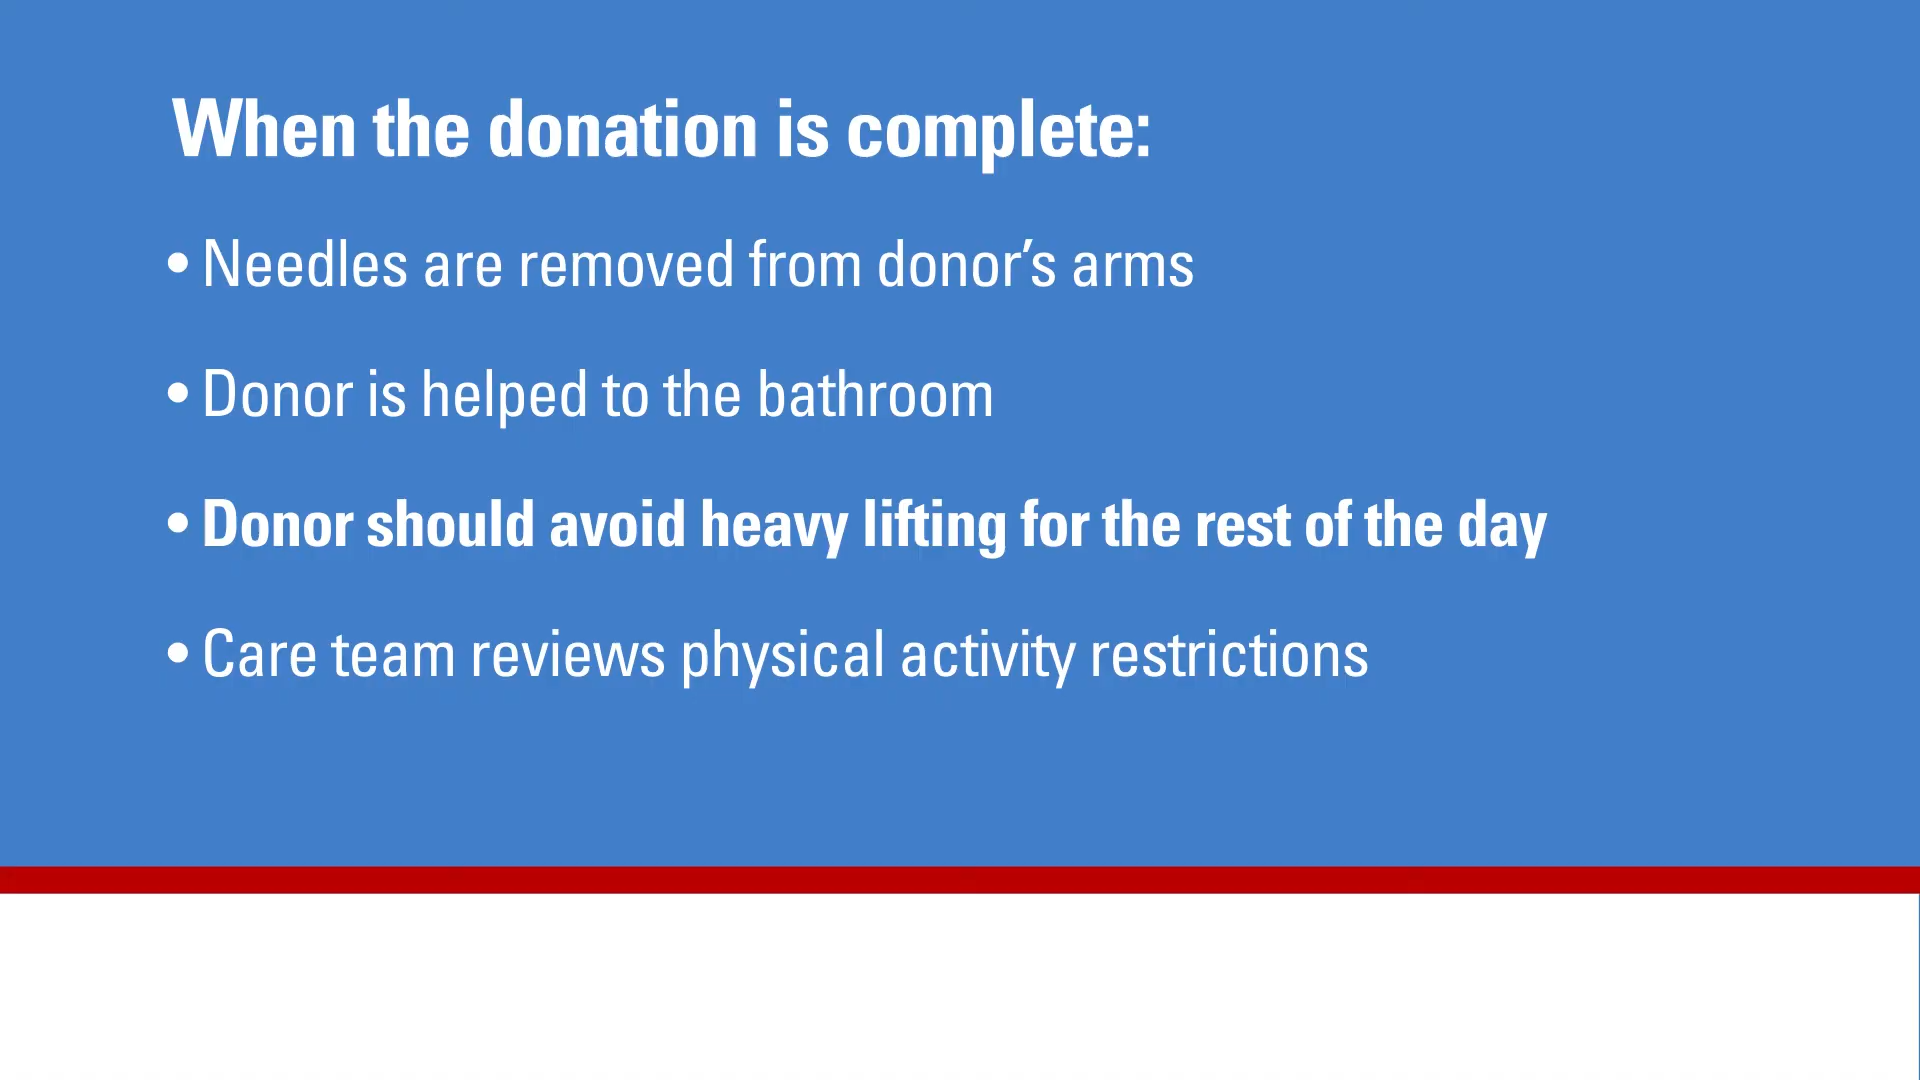 When the donation is complete:
• Needles are removed from donor’s arms
• Donor is helped to the bathroom
• Donor should avoid heavy lifting for the rest of the day
• Care team reviews physical activity restrictions